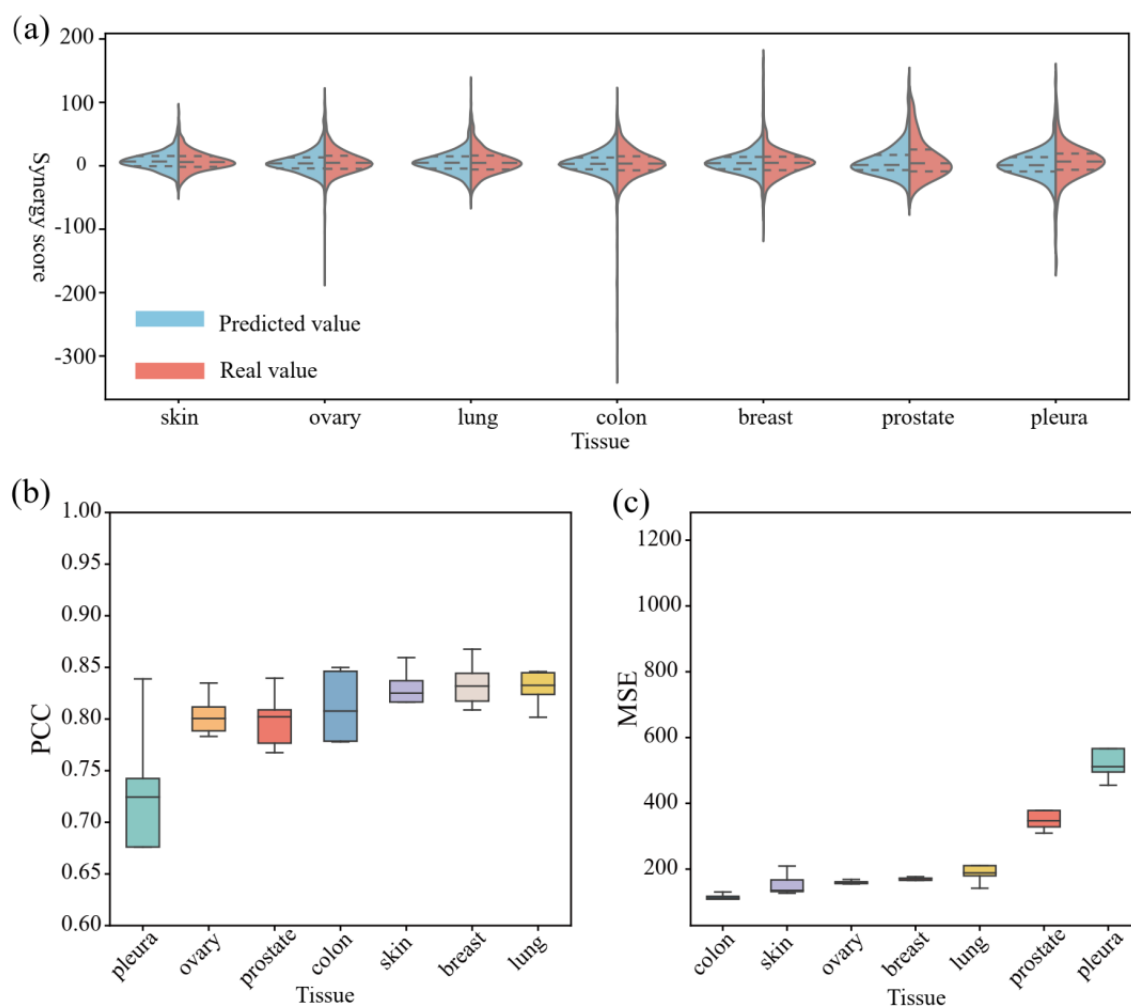 (a)
200
100
0
-100
-200
-300
Synergy score
Predicted value
Real value
skin ovary lung colon breast prostate pleura
Tissue
(b)
1.00
0.95
0.90
0.85
0.80
0.75
0.70
0.65
0.60
PCC
pleura ovary prostate colon skin breast lung
Tissue
(c)
1200
1000
800
600
400
200
MSE
colon skin ovary breast lung prostate pleura
Tissue